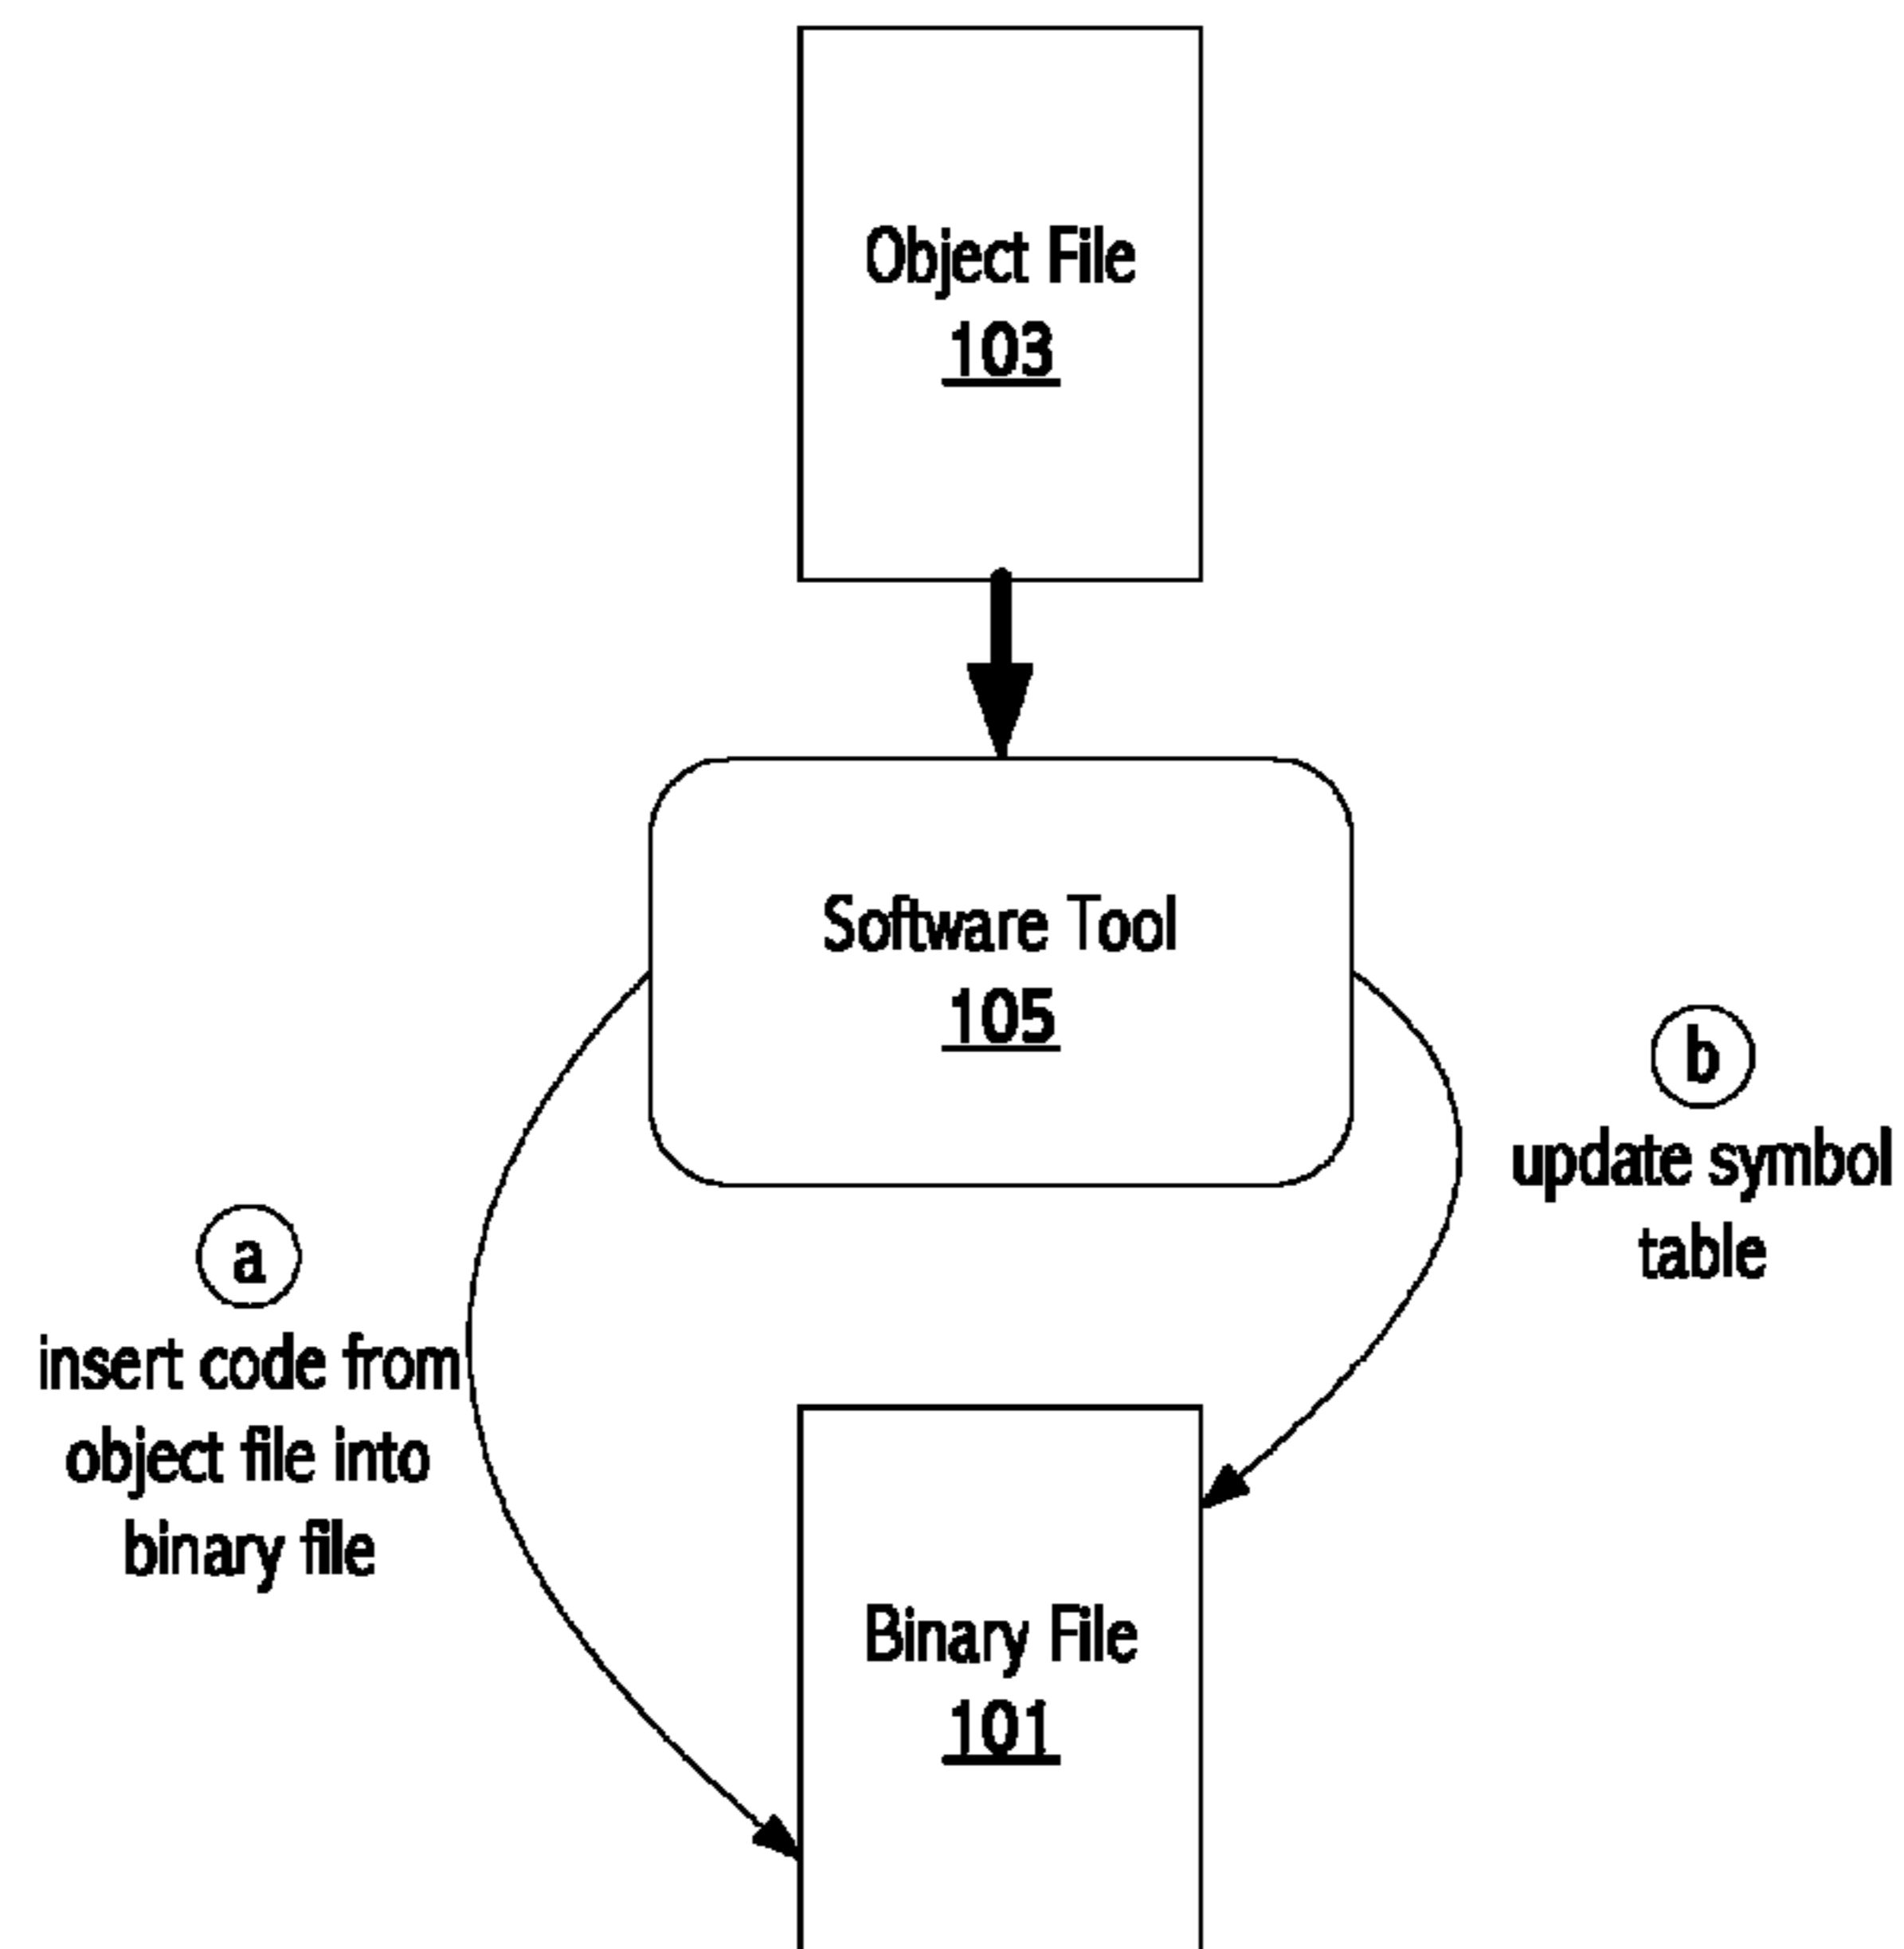 Object File
103
Software Tool
105
b
update symbol
table
a
insert code from
object file into
binary file
Binary File
101